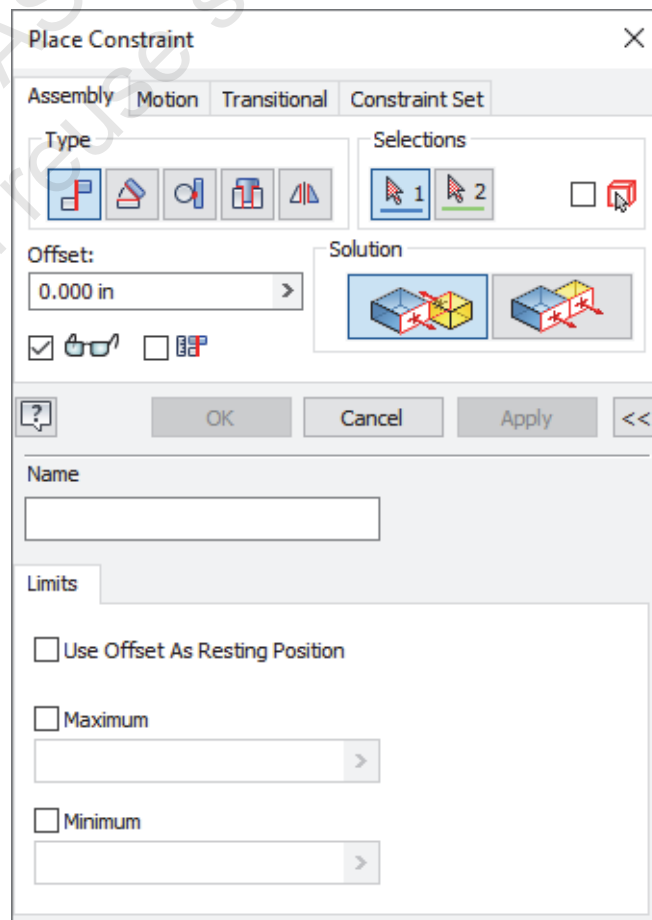 Place Constraint
Assembly Motion Transitional Constraint Set
Type Selections
1 2
Offset: Solution
0.000 in >
? OK Cancel Apply <<
Name
Limits
Use Offset As Resting Position
Maximum
>
Minimum
>
reuse